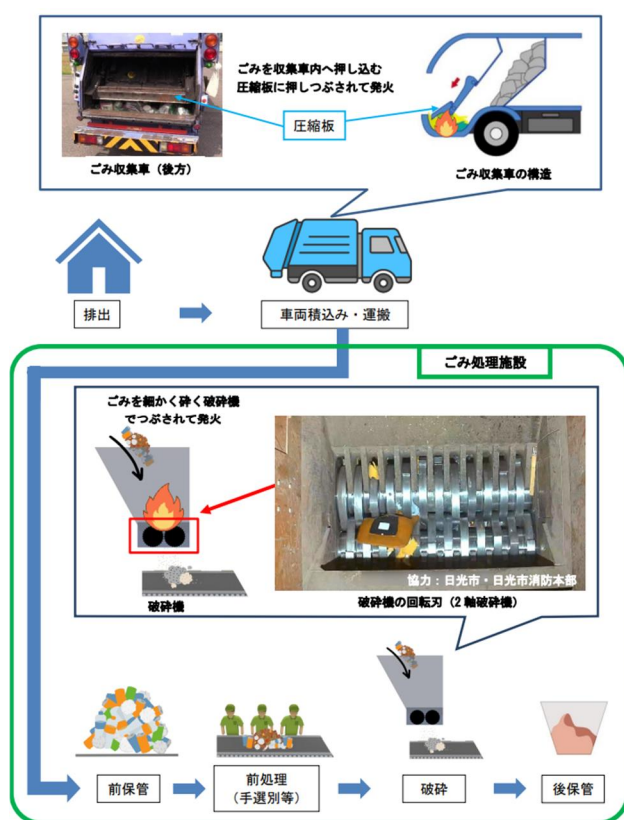 ごみを収集車内へ押し込む
圧縮板に押しつぶされて発火
圧縮板
ごみ収集車（後方）
ごみ収集車の構造
排出
車両積込み・運搬
ごみ処理施設
ごみを細かく砕く破砕機
でつぶされて発火
協力：日光市・日光市消防本部
破砕機
破砕機の回転刃（2軸破砕機）
前保管
前処理
（手選別等）
破砕
後保管